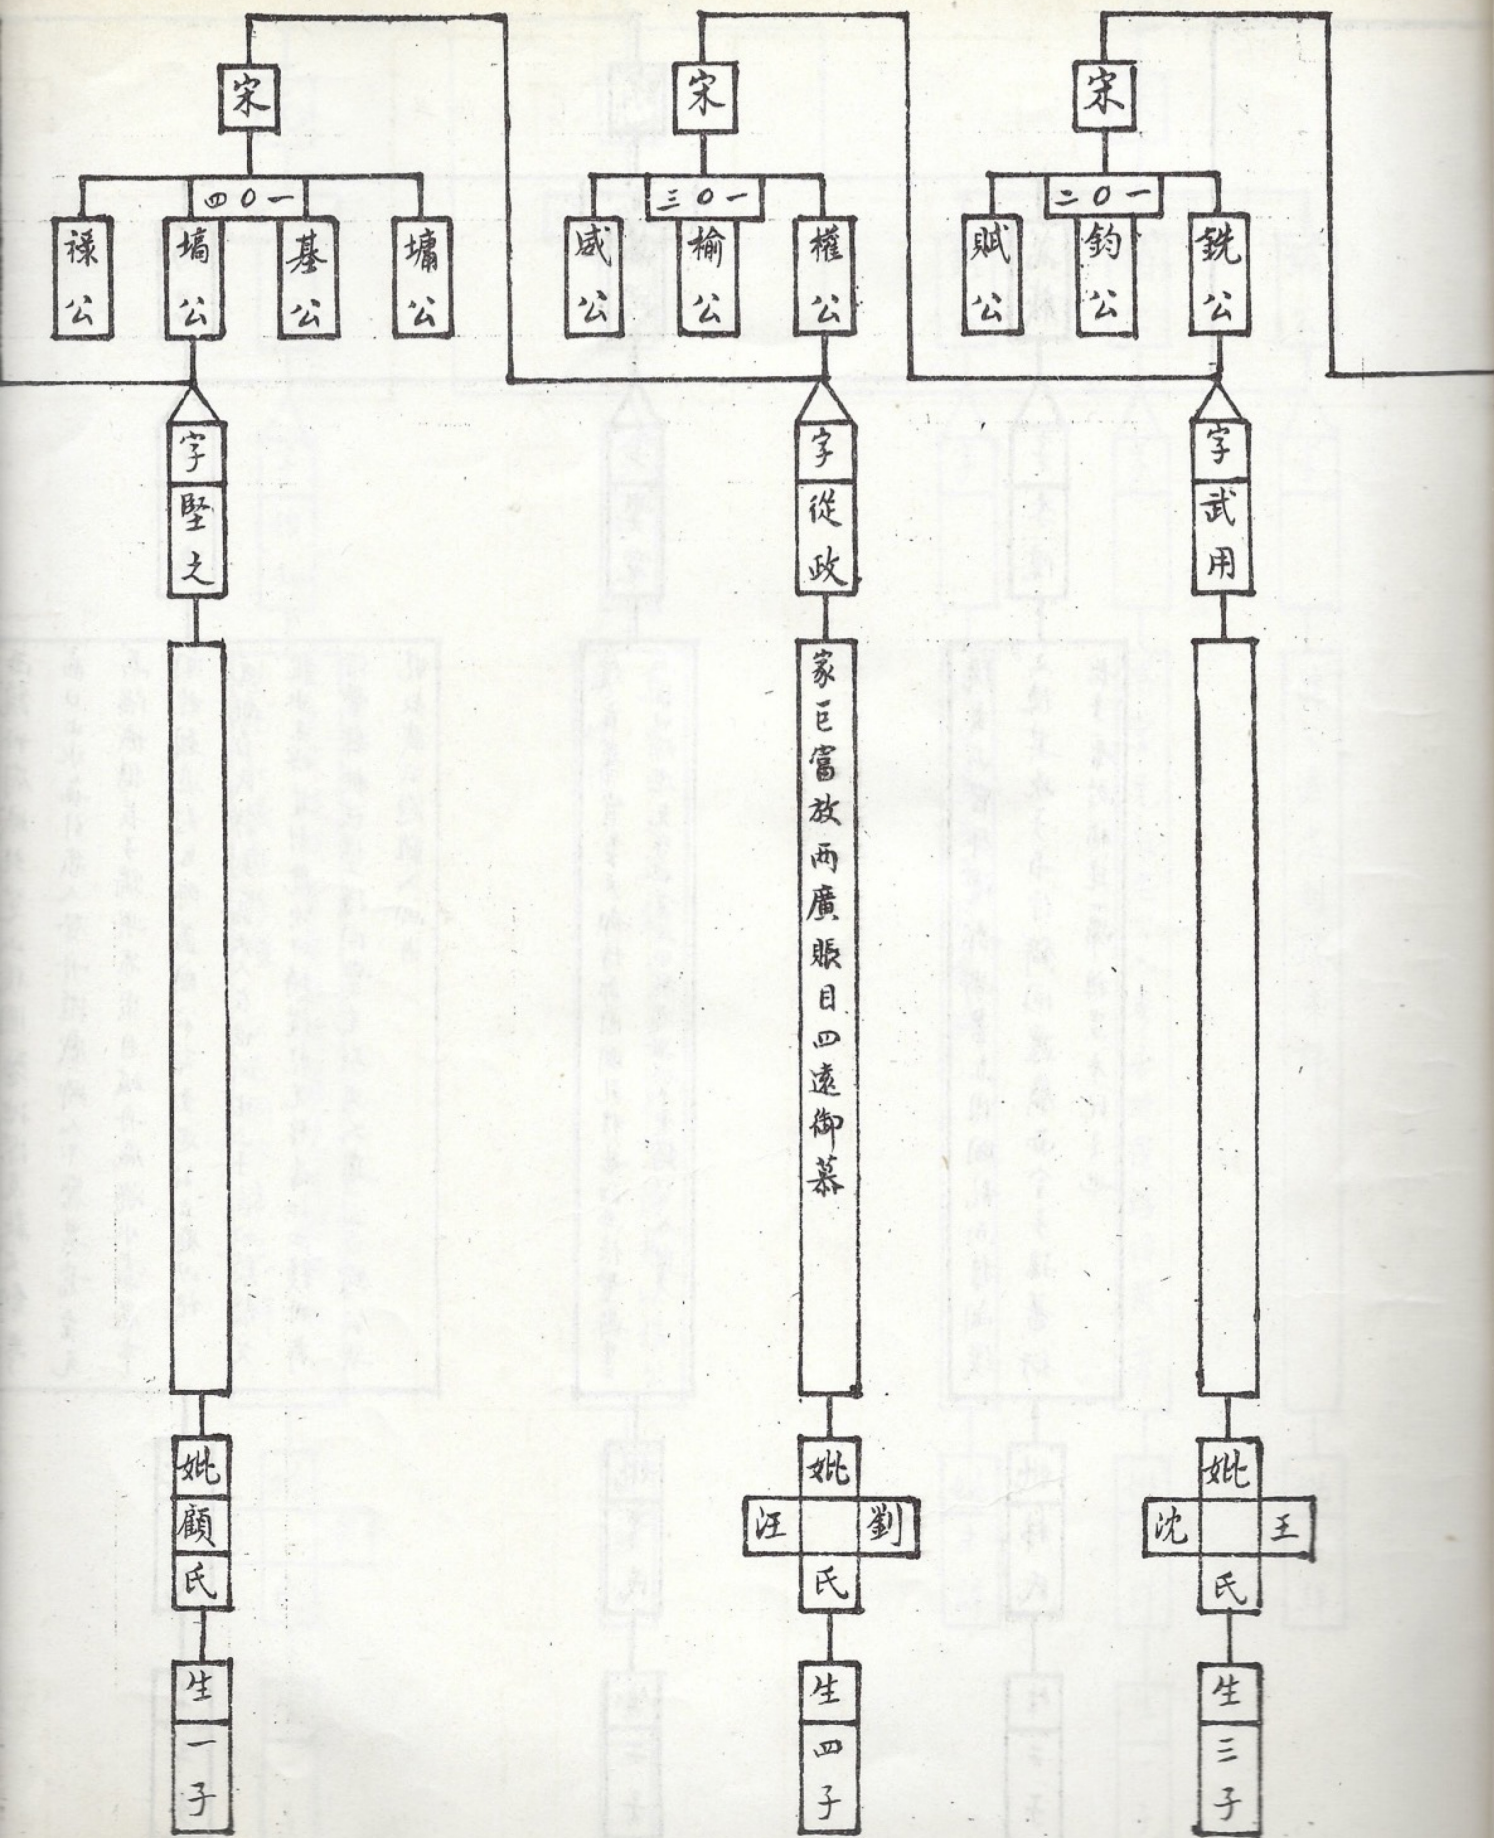 宋
一〇二
銑公
鈞公
賦公
字
武用
妣
王
沈
氏
生
三子
宋
一〇三
權公
榆公
威公
字
從政
家巨富放兩廣賬目四遠御慕
妣
劉
汪
氏
生
四子
宋
一〇四
墉公
基公
塙公
祿公
字
堅之
妣
顧
氏
生
一子